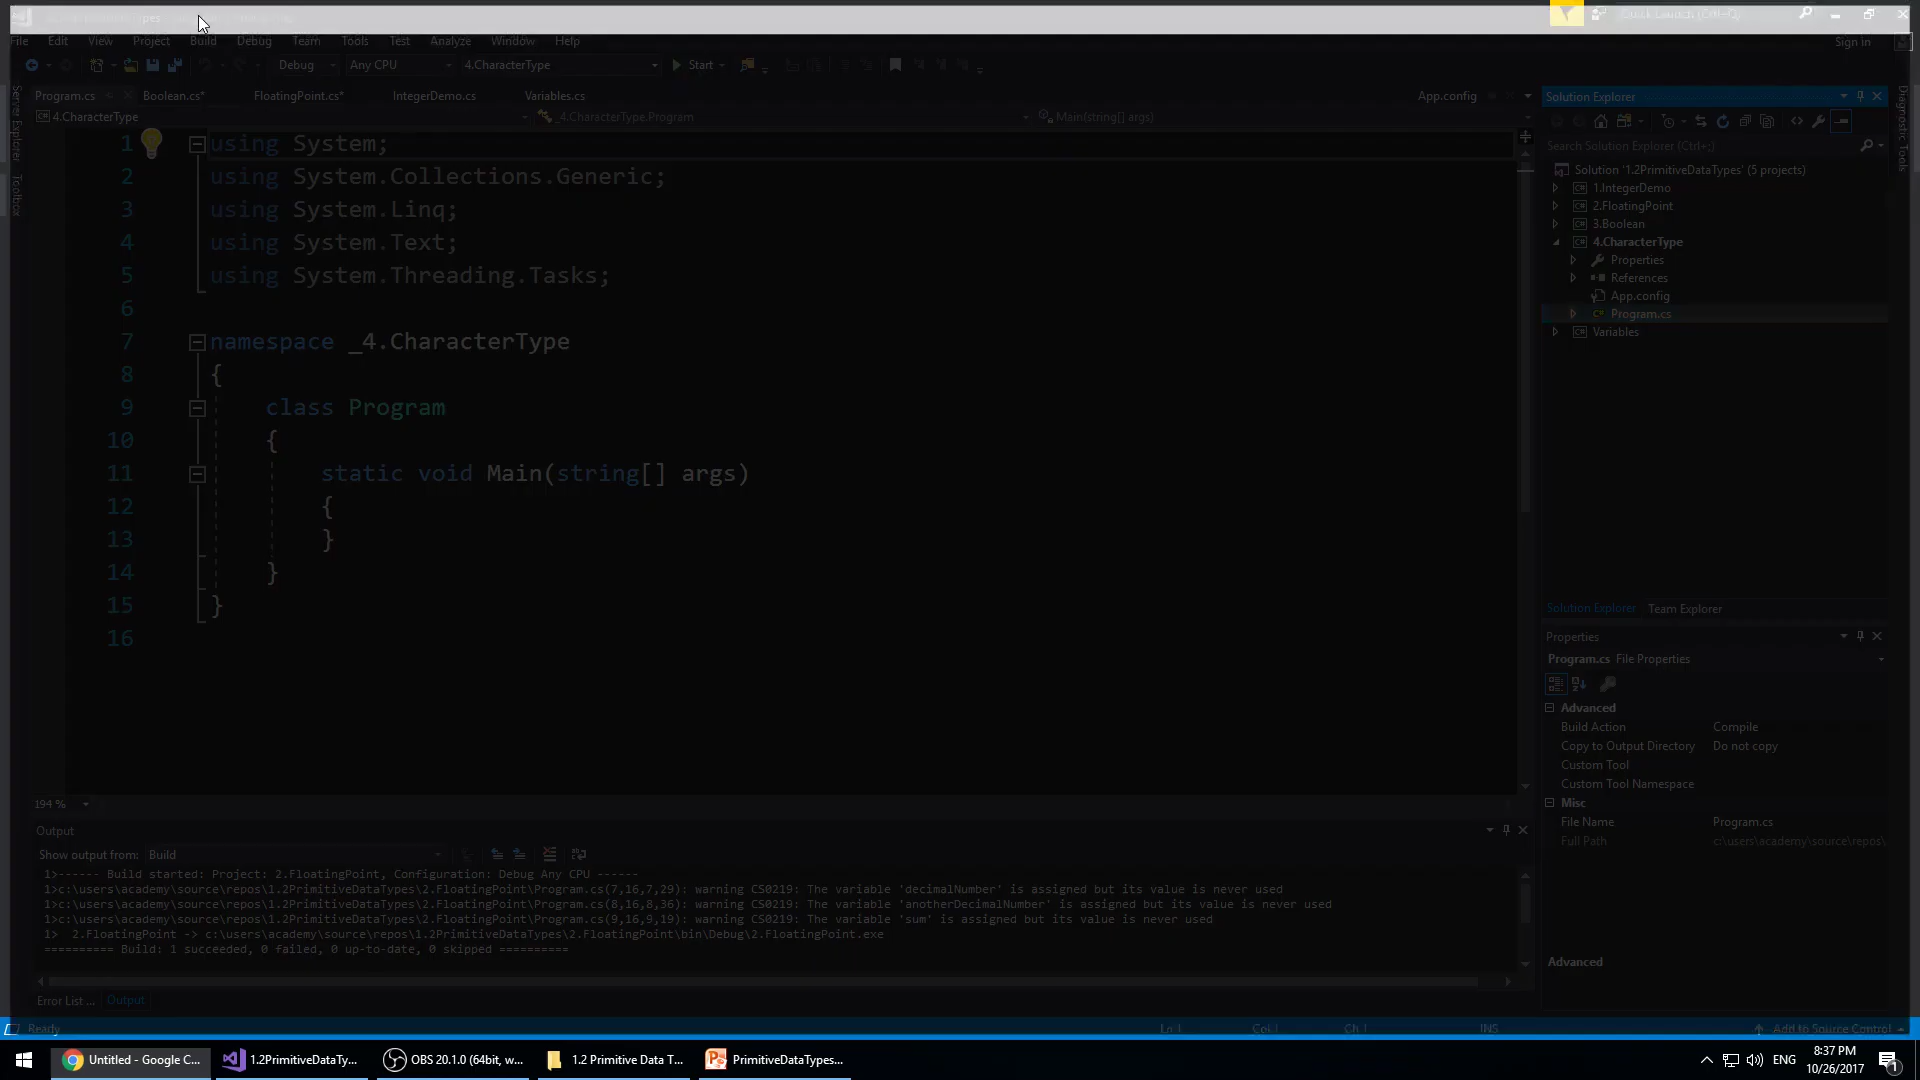 Quick Launch (Ctrl+Q)
File Edit View Project Build Debug Team Tools Test Analyze Window Help
Sign in
Debug Any CPU 4.CharacterType Start
Program.cs Boolean.cs* FloatingPoint.cs* IntegerDemo.cs Variables.cs App.config
4.CharacterType _4.CharacterType.Program Main(string[] args)
Server Explorer
Toolbox
1 using System;
2 using System.Collections.Generic;
3 using System.Linq;
4 using System.Text;
5 using System.Threading.Tasks;
6
7 namespace _4.CharacterType
8 {
9 class Program
10 {
11 static void Main(string[] args)
12 {
13 }
14 }
15 }
16
194 %
Solution Explorer
Search Solution Explorer (Ctrl+;)
Solution '1.2PrimitiveDataTypes' (5 projects)
1.IntegerDemo
2.FloatingPoint
3.Boolean
4.CharacterType
Properties
References
App.config
Program.cs
Variables
Solution Explorer Team Explorer
Diagnostic Tools
Properties
Program.cs File Properties
Advanced
Build Action Compile
Copy to Output Directory Do not copy
Custom Tool
Custom Tool Namespace
Misc
File Name Program.cs
Full Path c:\users\academy\source\repos\
Advanced
Output
Show output from: Build
1>------ Build started: Project: 2.FloatingPoint, Configuration: Debug Any CPU ------
1>c:\users\academy\source\repos\1.2PrimitiveDataTypes\2.FloatingPoint\Program.cs(7,16,7,29): warning CS0219: The variable 'decimalNumber' is assigned but its value is never used
1>c:\users\academy\source\repos\1.2PrimitiveDataTypes\2.FloatingPoint\Program.cs(8,16,8,36): warning CS0219: The variable 'anotherDecimalNumber' is assigned but its value is never used
1>c:\users\academy\source\repos\1.2PrimitiveDataTypes\2.FloatingPoint\Program.cs(9,16,9,19): warning CS0219: The variable 'sum' is assigned but its value is never used
1> 2.FloatingPoint -> c:\users\academy\source\repos\1.2PrimitiveDataTypes\2.FloatingPoint\bin\Debug\2.FloatingPoint.exe
========== Build: 1 succeeded, 0 failed, 0 up-to-date, 0 skipped ==========
Error List ... Output
Ready Ln 1 Col 1 Ch 1 INS Add to Source Control
Untitled - Google C... 1.2PrimitiveDataTy... OBS 20.1.0 (64bit, w... 1.2 Primitive Data T... PrimitiveDataTypes... ENG 8:37 PM
10/26/2017
1